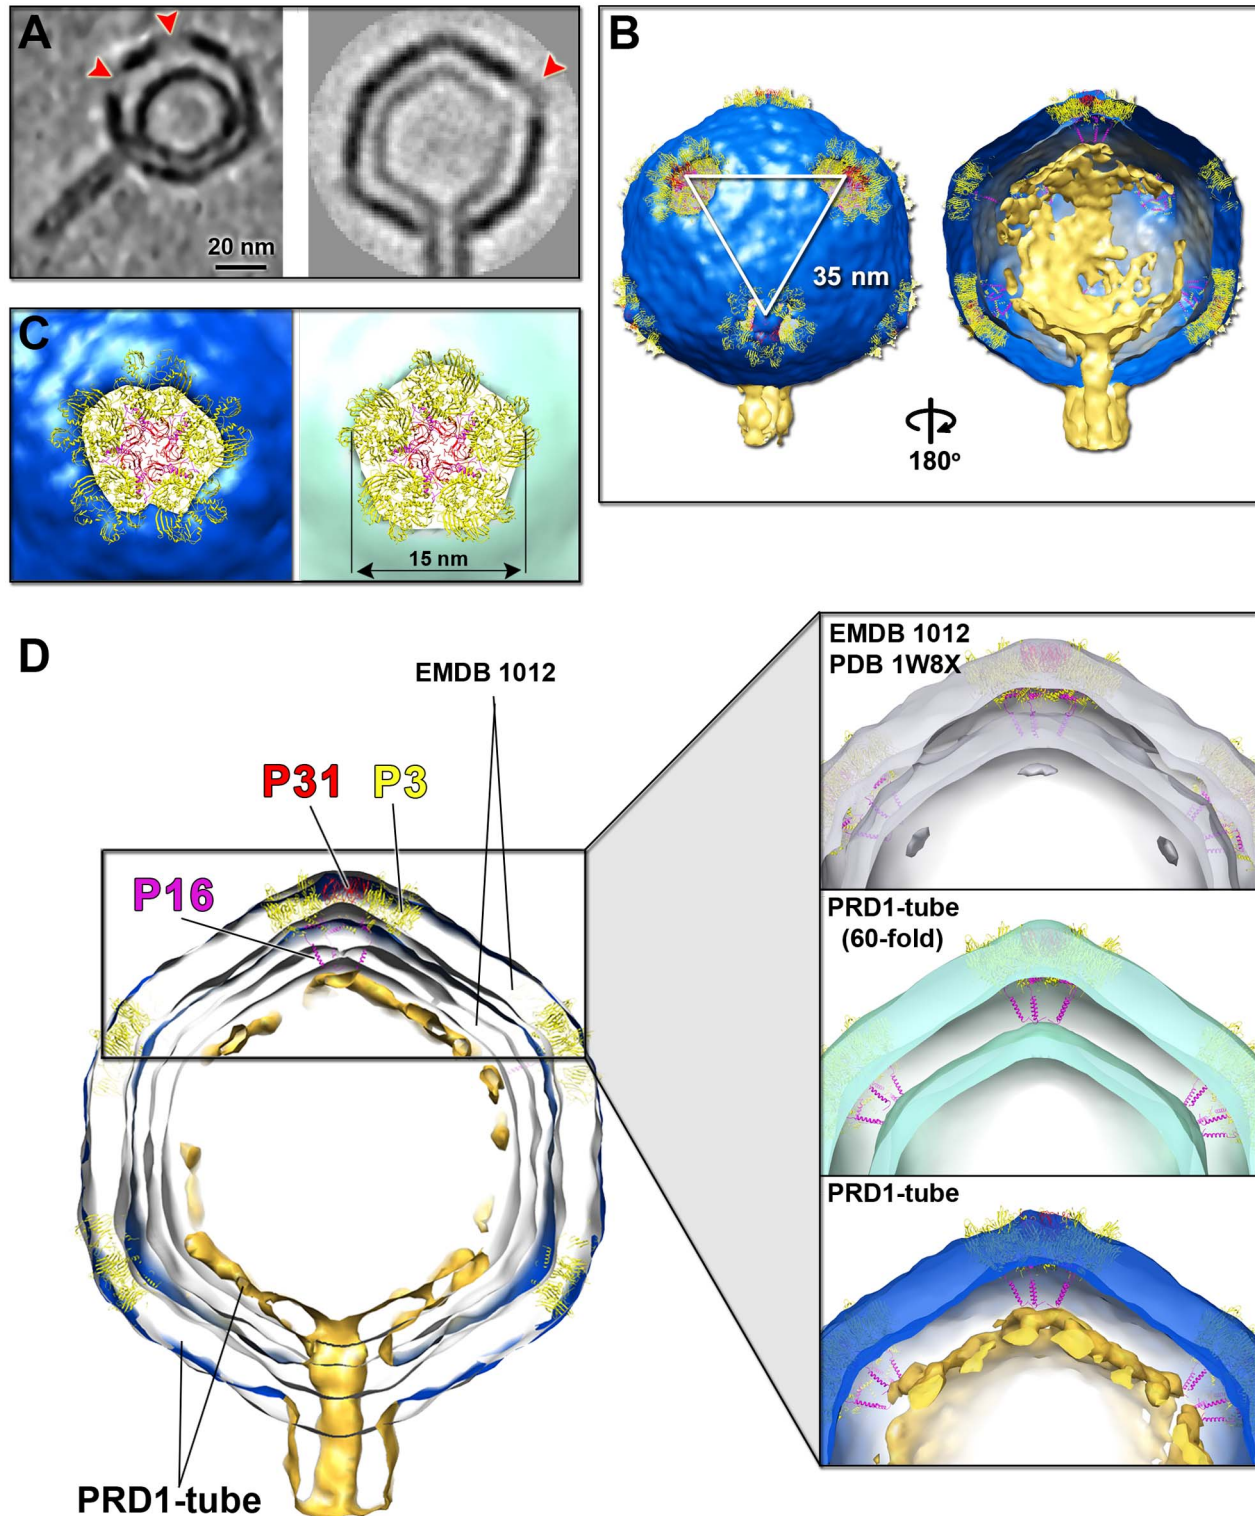 A
20 nm
B
35 nm
180°
C
15 nm
D
EMDB 1012
P31 P3
P16
PRD1-tube
EMDB 1012
PDB 1W8X
PRD1-tube
(60-fold)
PRD1-tube